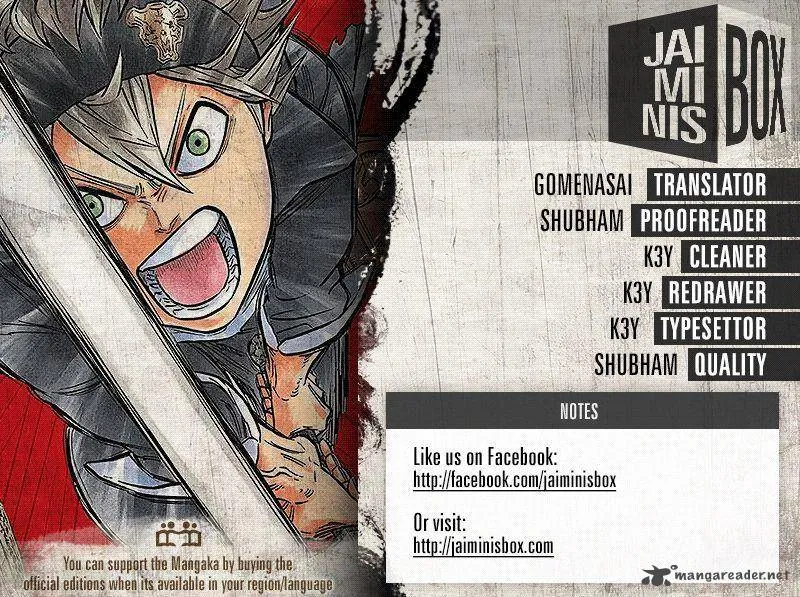 JAI
MI
NIS
BOX
GOMENASAI TRANSLATOR
SHUBHAM PROOFREADER
K3Y CLEANER
K3Y REDRAWER
K3Y TYPESETTOR
SHUBHAM QUALITY
NOTES
Like us on Facebook:
http://facebook.com/jaiminisbox
Or visit:
http://jaiminisbox.com
You can support the Mangaka by buying the
official editions when its available in your region/language
mangareader.net